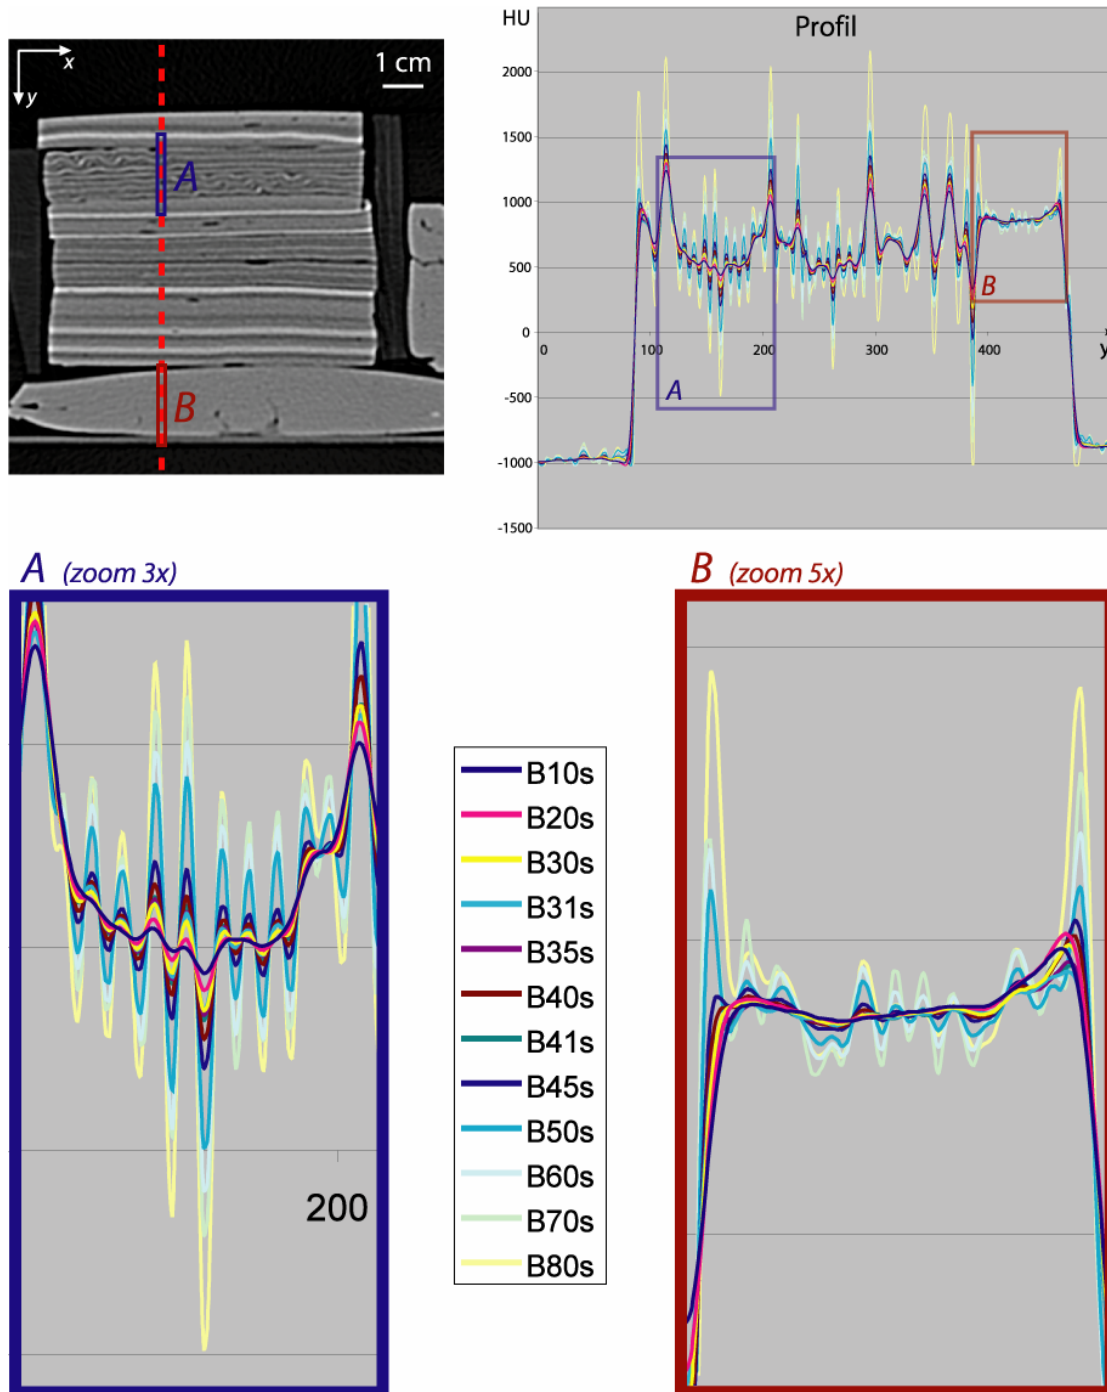 x
y
1 cm
A
B
HU
Profil
2000
1500
1000
500
0
0
100
200
300
400
y
-500
-1000
-1500
A
B
A (zoom 3x)
200
B (zoom 5x)
B10s
B20s
B30s
B31s
B35s
B40s
B41s
B45s
B50s
B60s
B70s
B80s